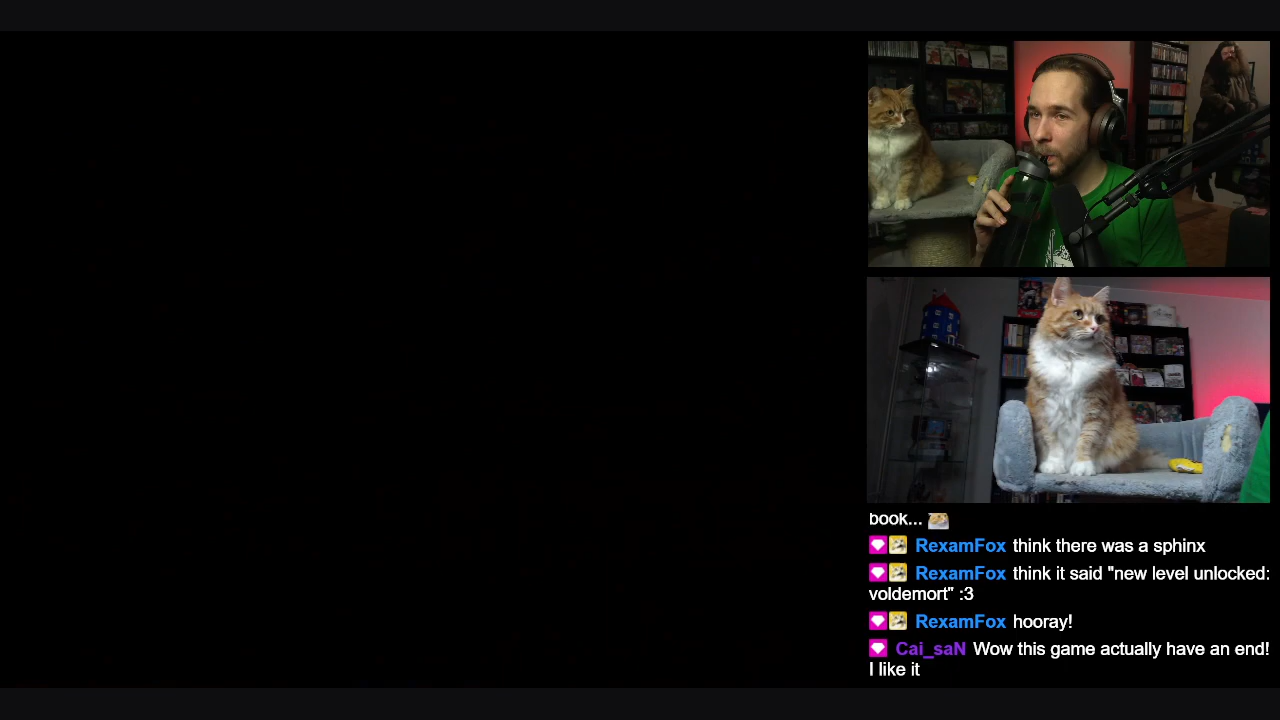 book...
RexamFox think there was a sphinx
RexamFox think it said "new level unlocked:
voldemort" :3
RexamFox hooray!
Cai_saN Wow this game actually have an end!
I like it